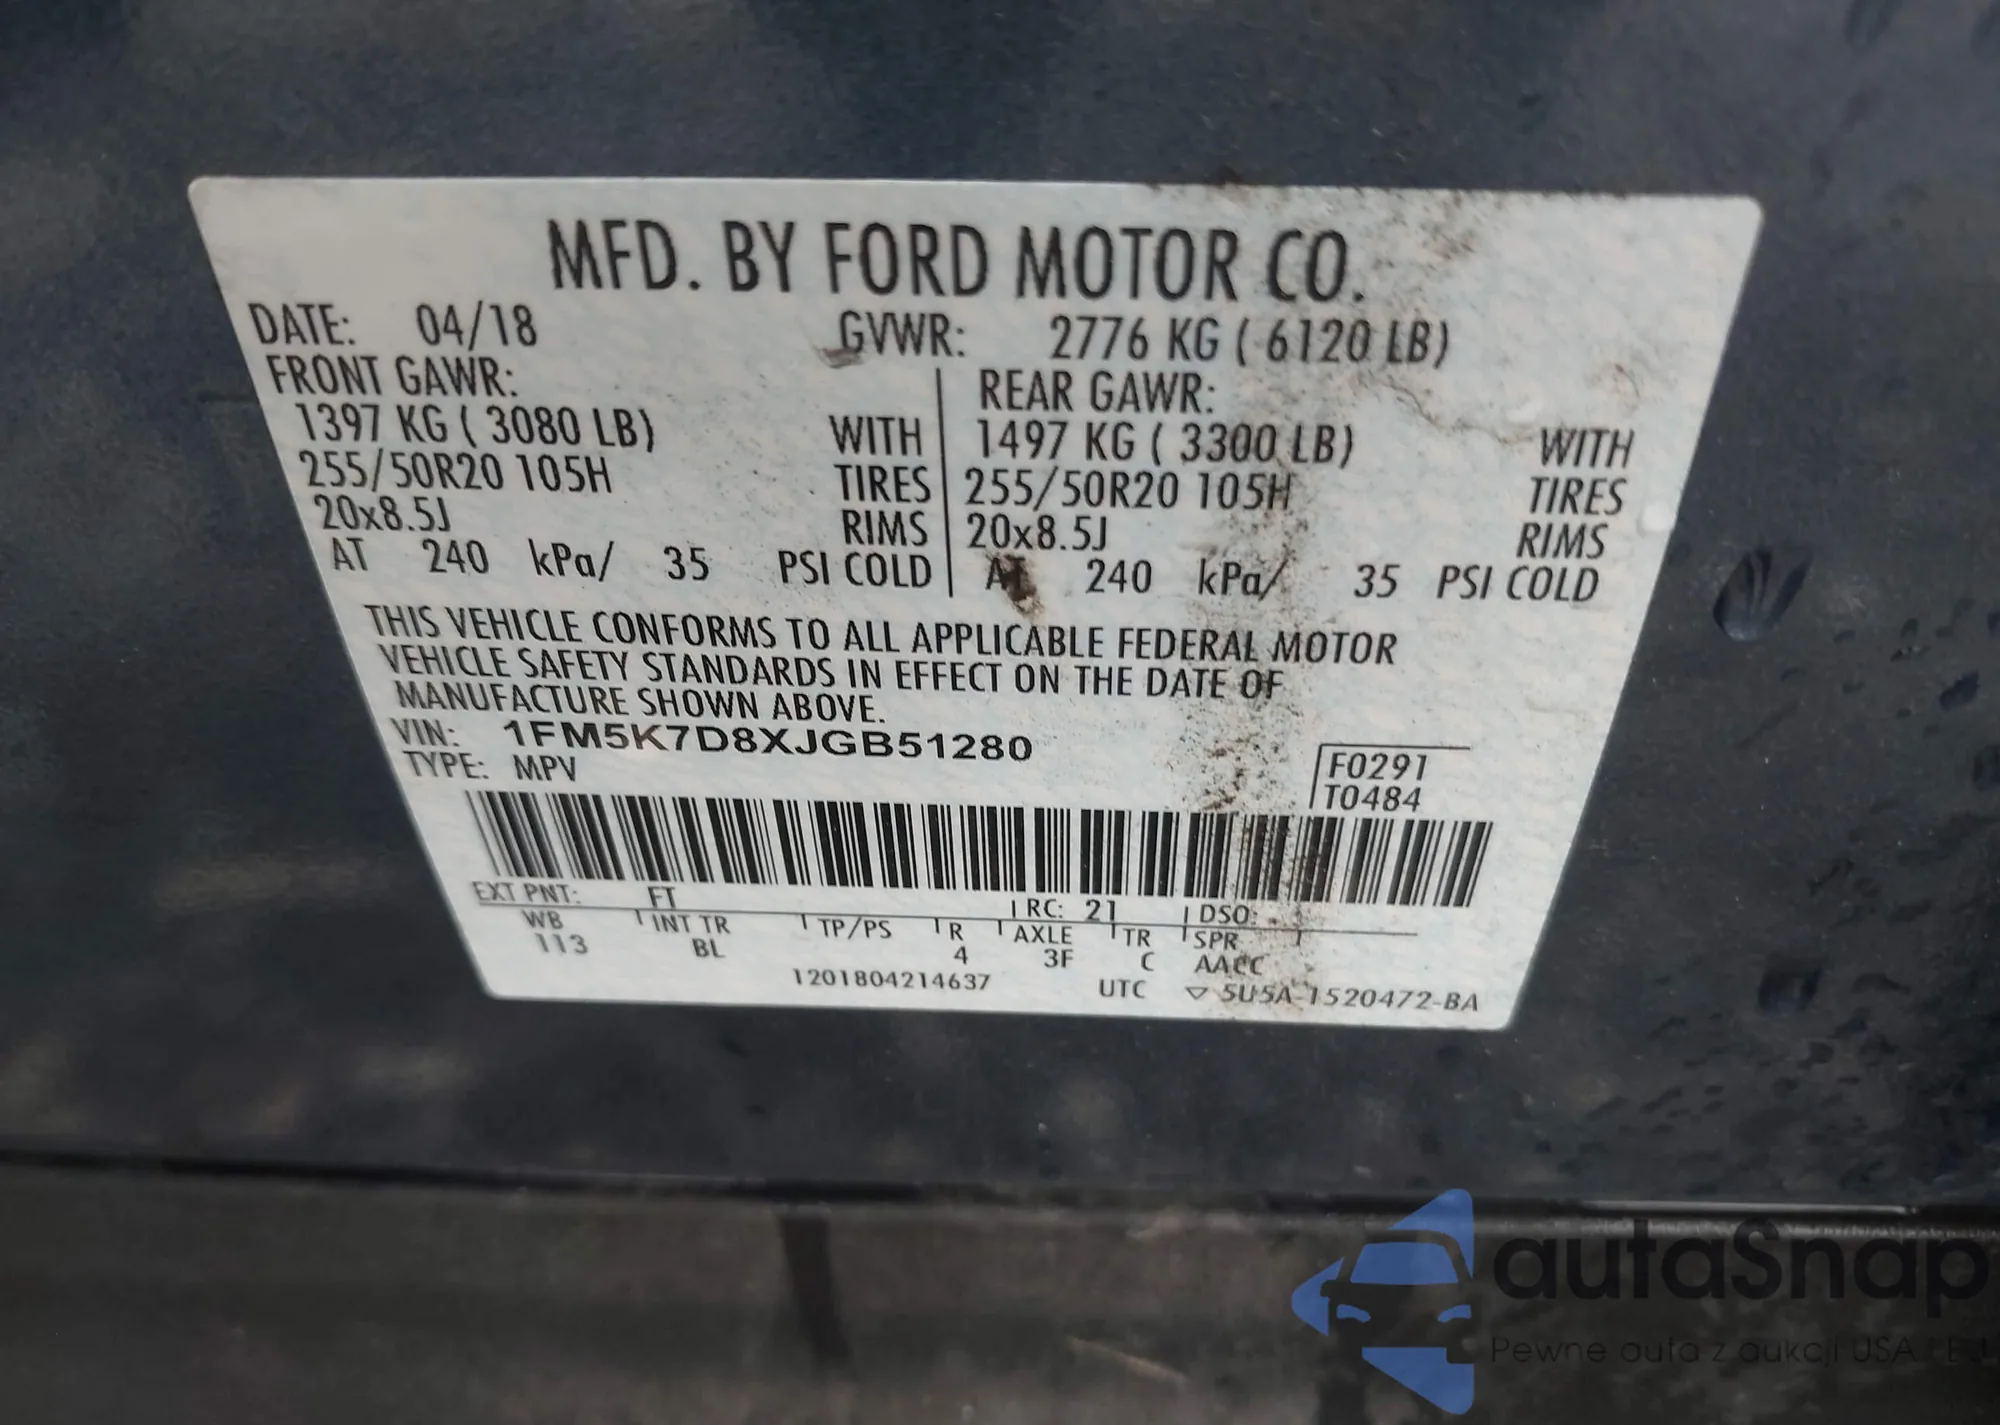 MFD. BY FORD MOTOR CO.
DATE: 04/18 GVWR: 2776 KG ( 6120 LB)
FRONT GAWR: REAR GAWR:
1397 KG ( 3080 LB) WITH 1497 KG ( 3300 LB) WITH
255/50R20 105H TIRES 255/50R20 105H TIRES
20x8.5J RIMS 20x8.5J RIMS
AT 240 kPa/ 35 PSI COLD AT 240 kPa/ 35 PSI COLD
THIS VEHICLE CONFORMS TO ALL APPLICABLE FEDERAL MOTOR
VEHICLE SAFETY STANDARDS IN EFFECT ON THE DATE OF
MANUFACTURE SHOWN ABOVE.
VIN: 1FM5K7D8XJGB51280
TYPE: MPV
F0291
T0484
EXT PNT: FT RC: 21 DSO:
WB INT TR TP/PS R AXLE TR SPR
113 BL 4 3F C AACC
1201804214637 UTC ▽ 5U5A-1520472-BA
autaSnap
Pewne auta z aukcji USA i EU